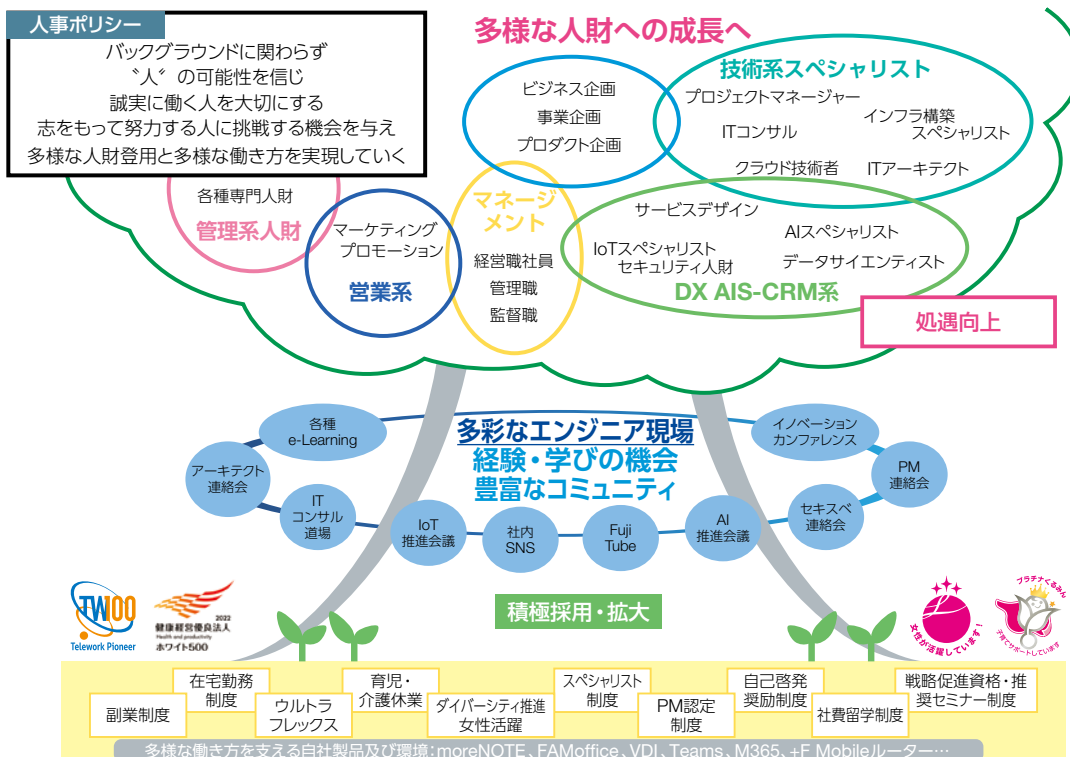 人事ポリシー
バックグラウンドに関わらず
〝人〟の可能性を信じ
誠実に働く人を大切にする
志をもって努力する人に挑戦する機会を与え
多様な人財登用と多様な働き方を実現していく
多様な人財への成長へ
ビジネス企画
事業企画
プロダクト企画
技術系スペシャリスト
プロジェクトマネージャー
インフラ構築
スペシャリスト
ITコンサル
クラウド技術者
ITアーキテクト
各種専門人財
管理系人財
マーケティング
プロモーション
営業系
マネージ
メント
経営職社員
管理職
監督職
サービスデザイン
AIスペシャリスト
IoTスペシャリスト
セキュリティ人財
データサイエンティスト
DX AIS-CRM系
処遇向上
多彩なエンジニア現場
経験・学びの機会
豊富なコミュニティ
各種
e-Learning
アーキテクト
連絡会
IT
コンサル
道場
IoT
推進会議
社内
SNS
Fuji
Tube
AI
推進会議
セキスペ
連絡会
PM
連絡会
イノベーション
カンファレンス
TW100
Telework Pioneer
2022
健康経営優良法人
Health and productivity
ホワイト500
積極採用・拡大
女性が活躍しています!
プラチナくるみん
子育てサポートしています
副業制度
在宅勤務
制度
ウルトラ
フレックス
育児・
介護休業
ダイバーシティ推進
女性活躍
スペシャリスト
制度
PM認定
制度
自己啓発
奨励制度
社費留学制度
戦略促進資格・推
奨セミナー制度
多様な働き方を支える自社製品及び環境:moreNOTE、FAMoffice、VDI、Teams、M365、+F Mobileルーター…